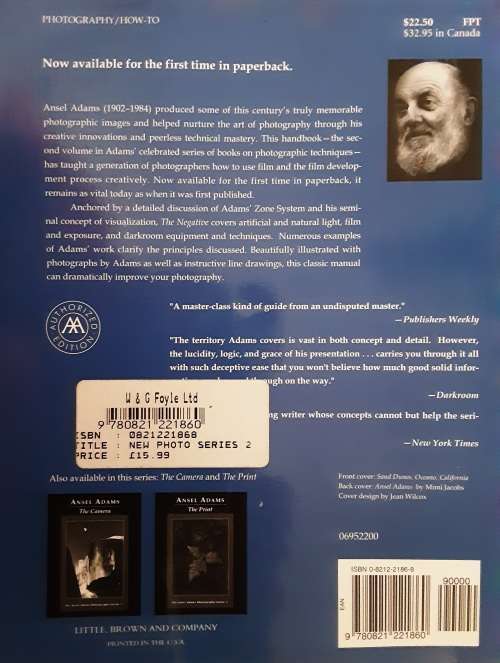 PHOTOGRAPHY/HOW-TO
$22.50 FPT
$32.95 in Canada
Now available for the first time in paperback.
Ansel Adams (1902–1984) produced some of this century's truly memorable
photographic images and helped nurture the art of photography through his
creative innovations and peerless technical mastery. This handbook—the sec-
ond volume in Adams' celebrated series of books on photographic techniques—
has taught a generation of photographers how to use film and the film develop-
ment process creatively. Now available for the first time in paperback, it
remains as vital today as when it was first published.
Anchored by a detailed discussion of Adams' Zone System and his semi-
nal concept of visualization, The Negative covers artificial and natural light, film
and exposure, and darkroom equipment and techniques. Numerous examples
of Adams' work clarify the principles discussed. Beautifully illustrated with
photographs by Adams as well as instructive line drawings, this classic manual
can dramatically improve your photography.
AUTHORIZED
AA
EDITION
"A master-class kind of guide from an undisputed master."
—Publishers Weekly
"The territory Adams covers is vast in both concept and detail. However,
the lucidity, logic, and grace of his presentation . . . carries you through it all
with such deceptive ease that you won't believe how much good solid infor-
through on the way."
—Darkroom
writer whose concepts cannot but help the seri-
—New York Times
W & G Foyle Ltd
9 780821 221860
ISBN : 0821221868
TITLE : NEW PHOTO SERIES 2
PRICE : £15.99
Also available in this series: The Camera and The Print
ANSEL ADAMS
The Camera
ANSEL ADAMS
The Print
Front cover: Sand Dunes, Oceano, California
Back cover: Ansel Adams by Mimi Jacobs
Cover design by Jean Wilcox
06952200
LITTLE, BROWN AND COMPANY
PRINTED IN THE U.S.A.
ISBN 0-8212-2186-8
90000
EAN
9 780821 221860